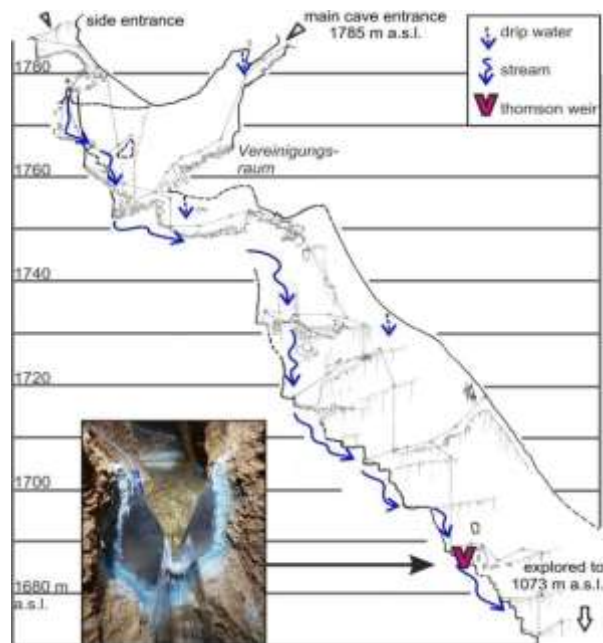 side entrance
main cave entrance
1785 m a.s.l.
drip water
stream
V thomson weir
1780
Vereinigungs-
raum
1760
1740
1720
1700
V
explored to
1073 m a.s.l.
1680 m
a.s.l.